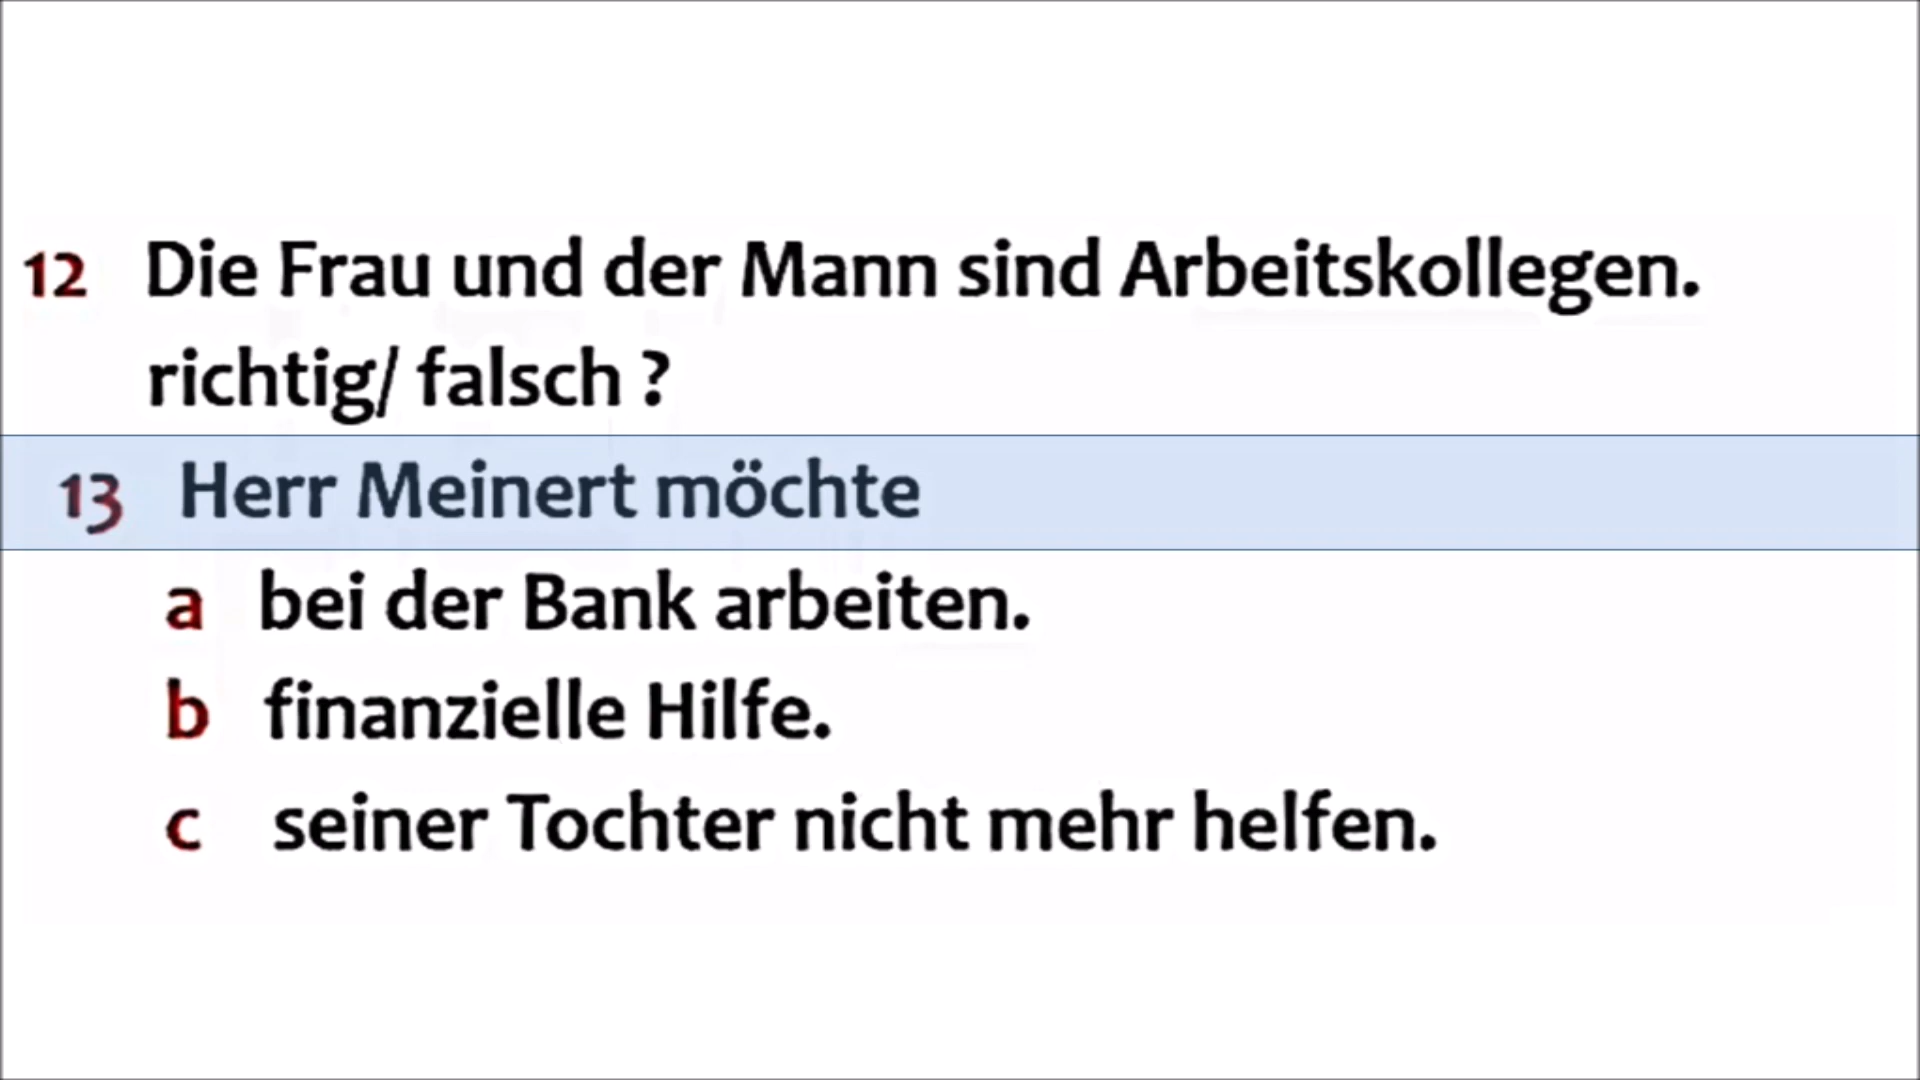 12 Die Frau und der Mann sind Arbeitskollegen.
richtig/ falsch ?
13 Herr Meinert möchte
a bei der Bank arbeiten.
b finanzielle Hilfe.
c seiner Tochter nicht mehr helfen.